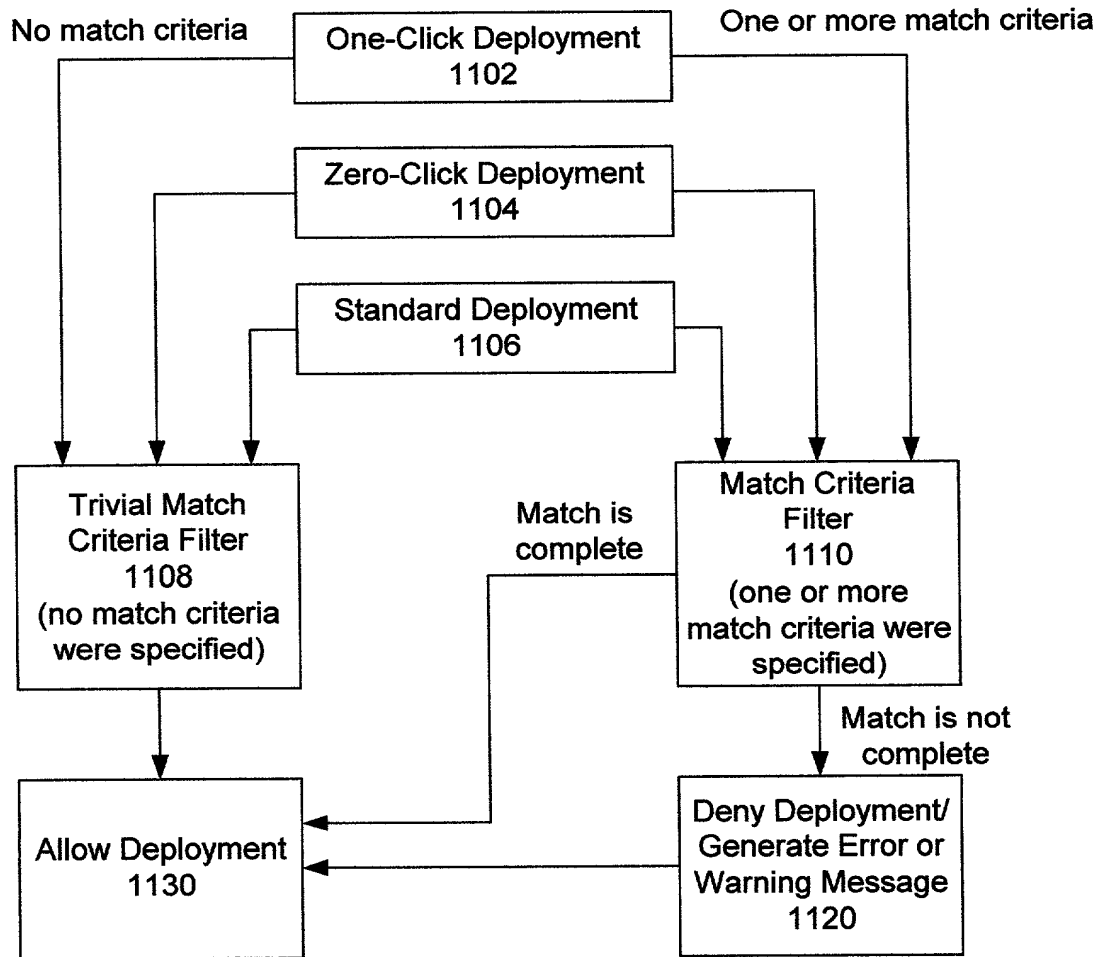 No match criteria
One-Click Deployment
1102
One or more match criteria
Zero-Click Deployment
1104
Standard Deployment
1106
Trivial Match
Criteria Filter
1108
(no match criteria
were specified)
Match is
complete
Match Criteria
Filter
1110
(one or more
match criteria were
specified)
Match is not
complete
Allow Deployment
1130
Deny Deployment/
Generate Error or
Warning Message
1120